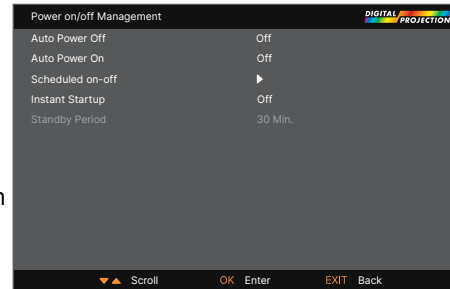 Power on/off Management
DIGITAL PROJECTION
Auto Power Off Off
Auto Power On Off
Scheduled on-off
Instant Startup Off
Standby Period 30 Min.
Scroll OK Enter EXIT Back